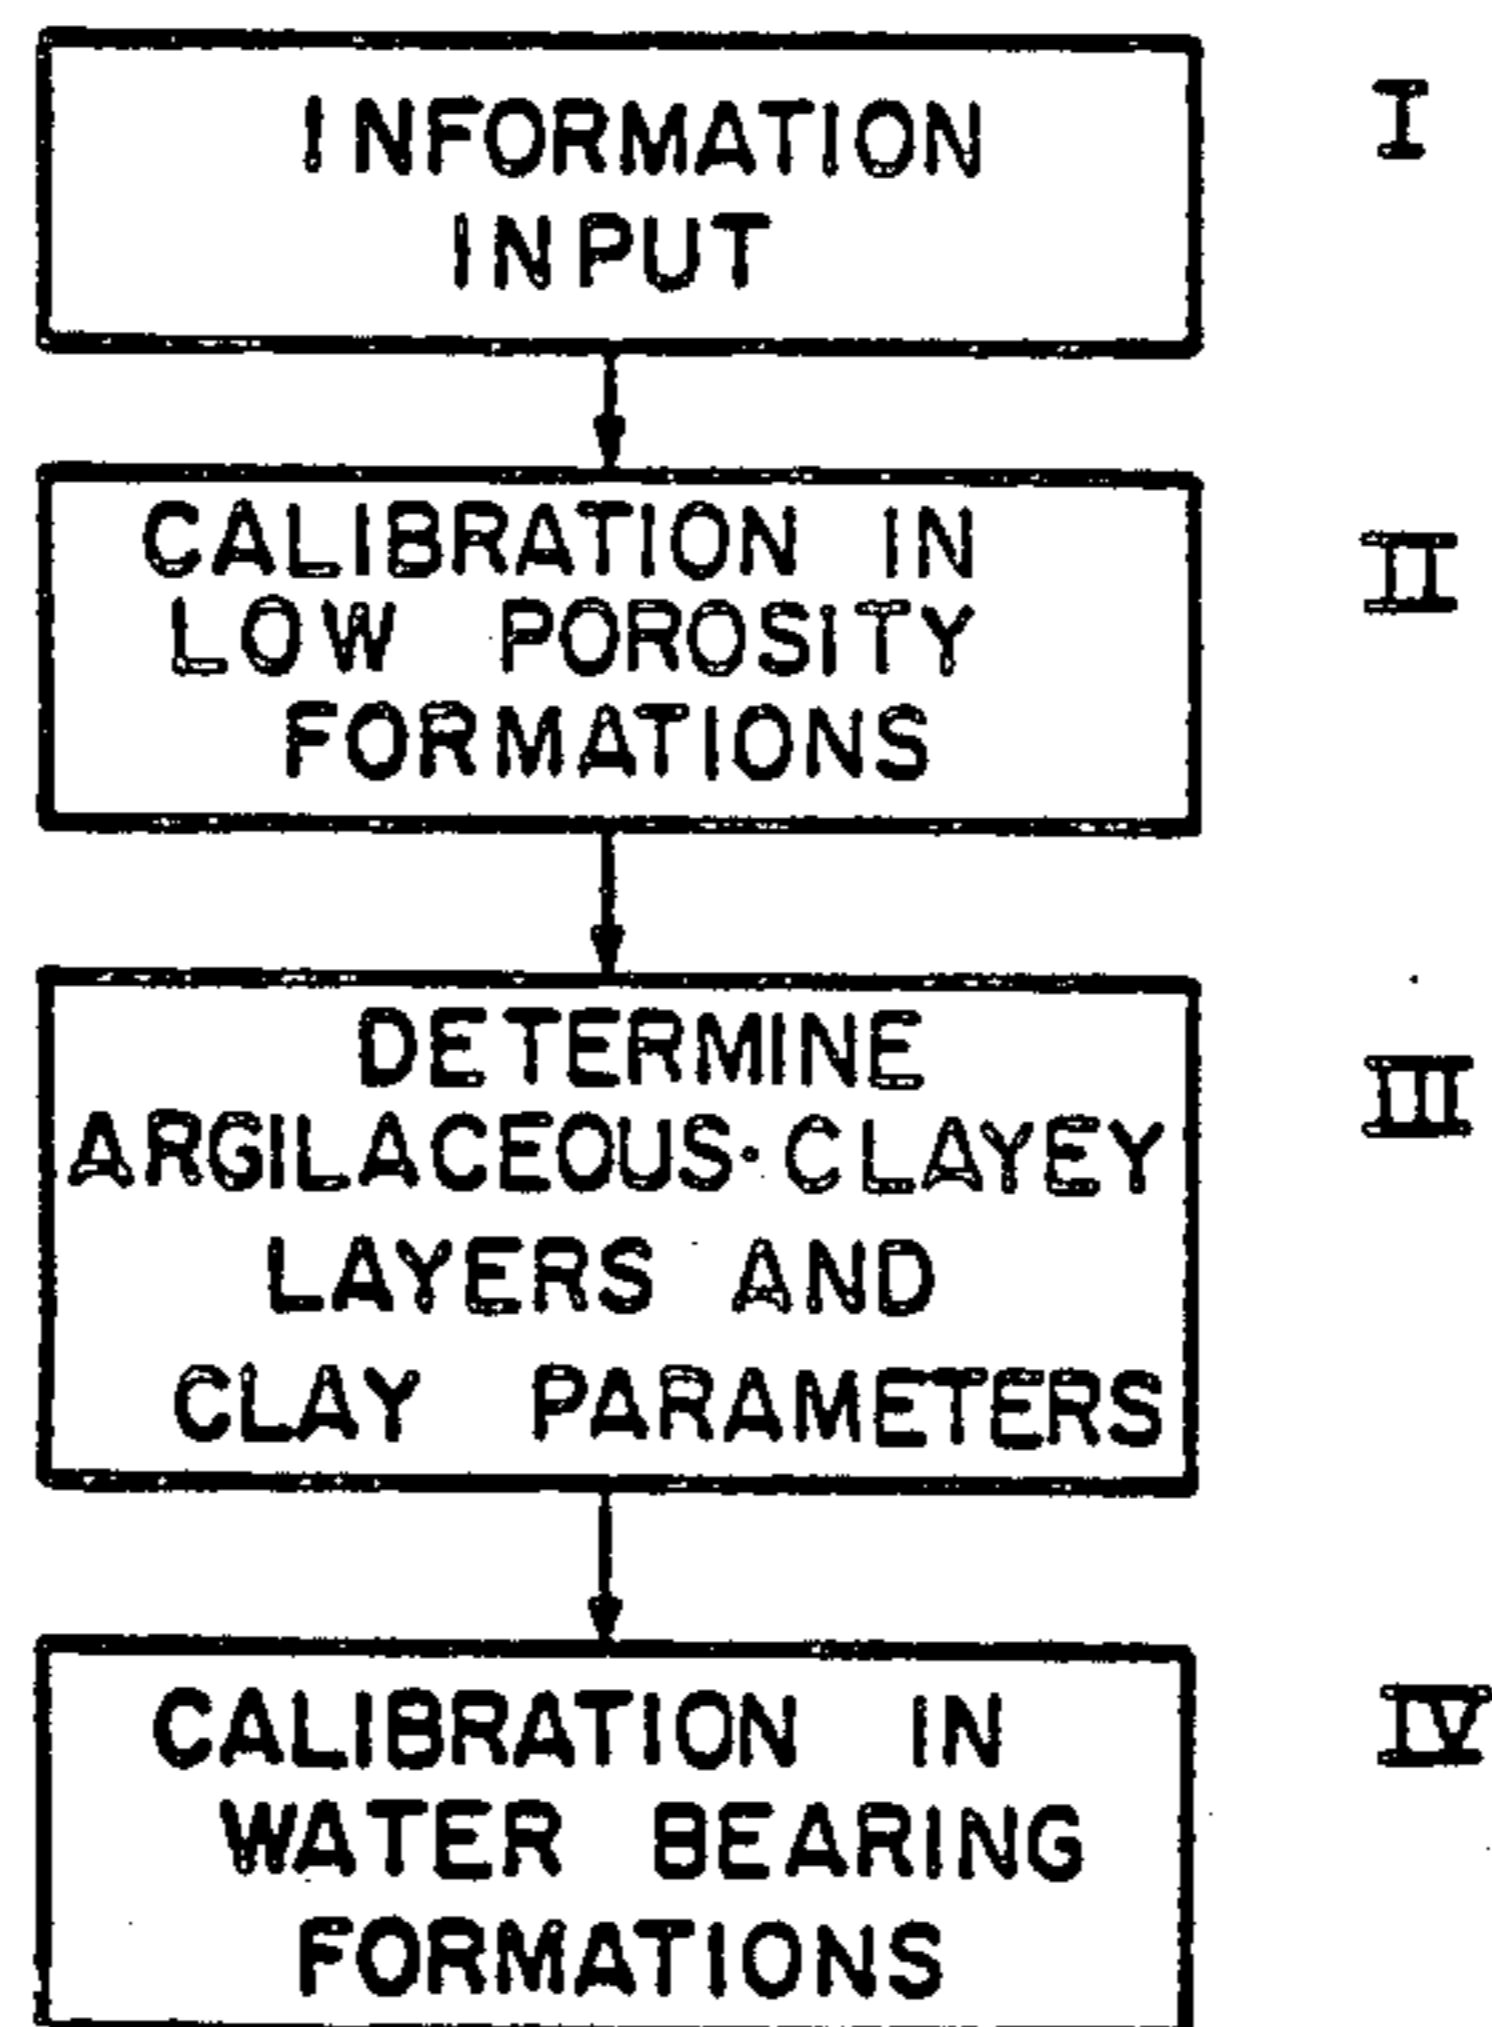 INFORMATION I
INPUT
CALIBRATION IN
LOW POROSITY II
FORMATIONS
DETERMINE
ARGILACEOUS·CLAYEY III
LAYERS AND
CLAY PARAMETERS
CALIBRATION IN IV
WATER BEARING
FORMATIONS